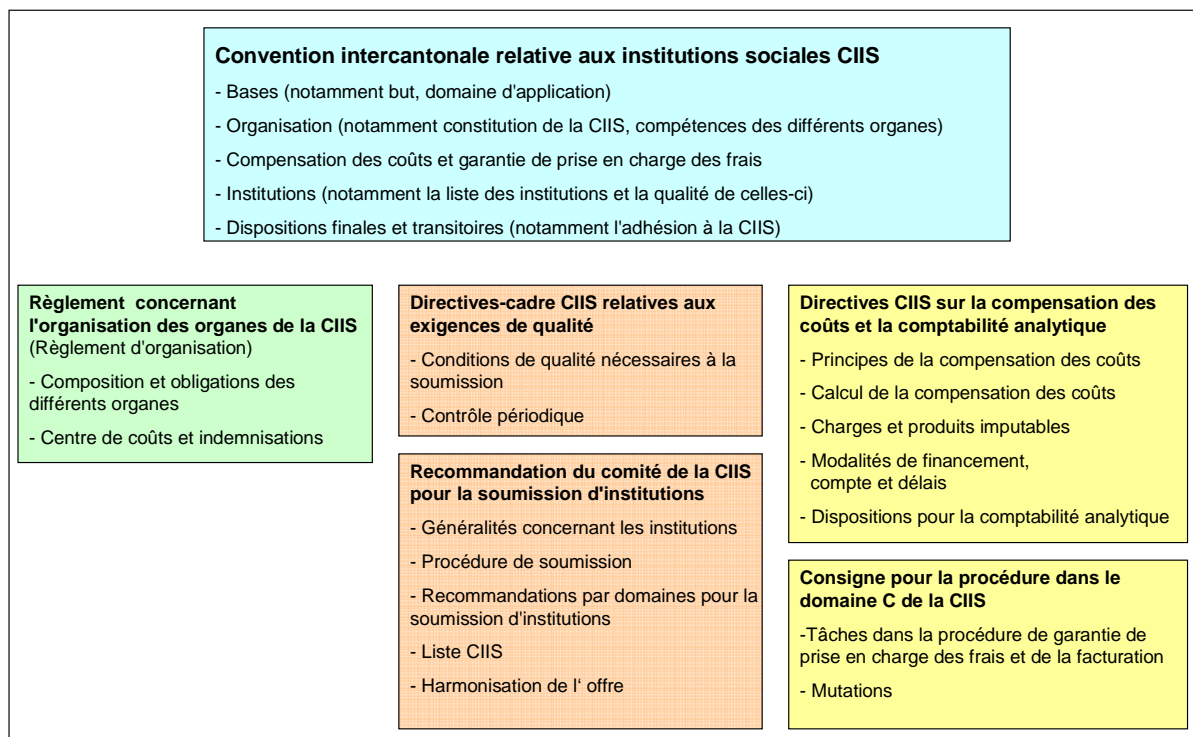 Convention intercantonale relative aux institutions sociales CIIS
- Bases (notamment but, domaine d'application)
- Organisation (notamment constitution de la CIIS, compétences des différents organes)
- Compensation des coûts et garantie de prise en charge des frais
- Institutions (notamment la liste des institutions et la qualité de celles-ci)
- Dispositions finales et transitoires (notamment l'adhésion à la CIIS)
Règlement concernant
l'organisation des organes de la CIIS
(Règlement d'organisation)
- Composition et obligations des
différents organes
- Centre de coûts et indemnisations
Directives-cadre CIIS relatives aux
exigences de qualité
- Conditions de qualité nécessaires à la
soumission
- Contrôle périodique
Recommandation du comité de la CIIS
pour la soumission d'institutions
- Généralités concernant les institutions
- Procédure de soumission
- Recommandations par domaines pour la
soumission d'institutions
- Liste CIIS
- Harmonisation de l‘ offre
Directives CIIS sur la compensation des
coûts et la comptabilité analytique
- Principes de la compensation des coûts
- Calcul de la compensation des coûts
- Charges et produits imputables
- Modalités de financement,
compte et délais
- Dispositions pour la comptabilité analytique
Consigne pour la procédure dans le
domaine C de la CIIS
-Tâches dans la procédure de garantie de
prise en charge des frais et de la facturation
- Mutations